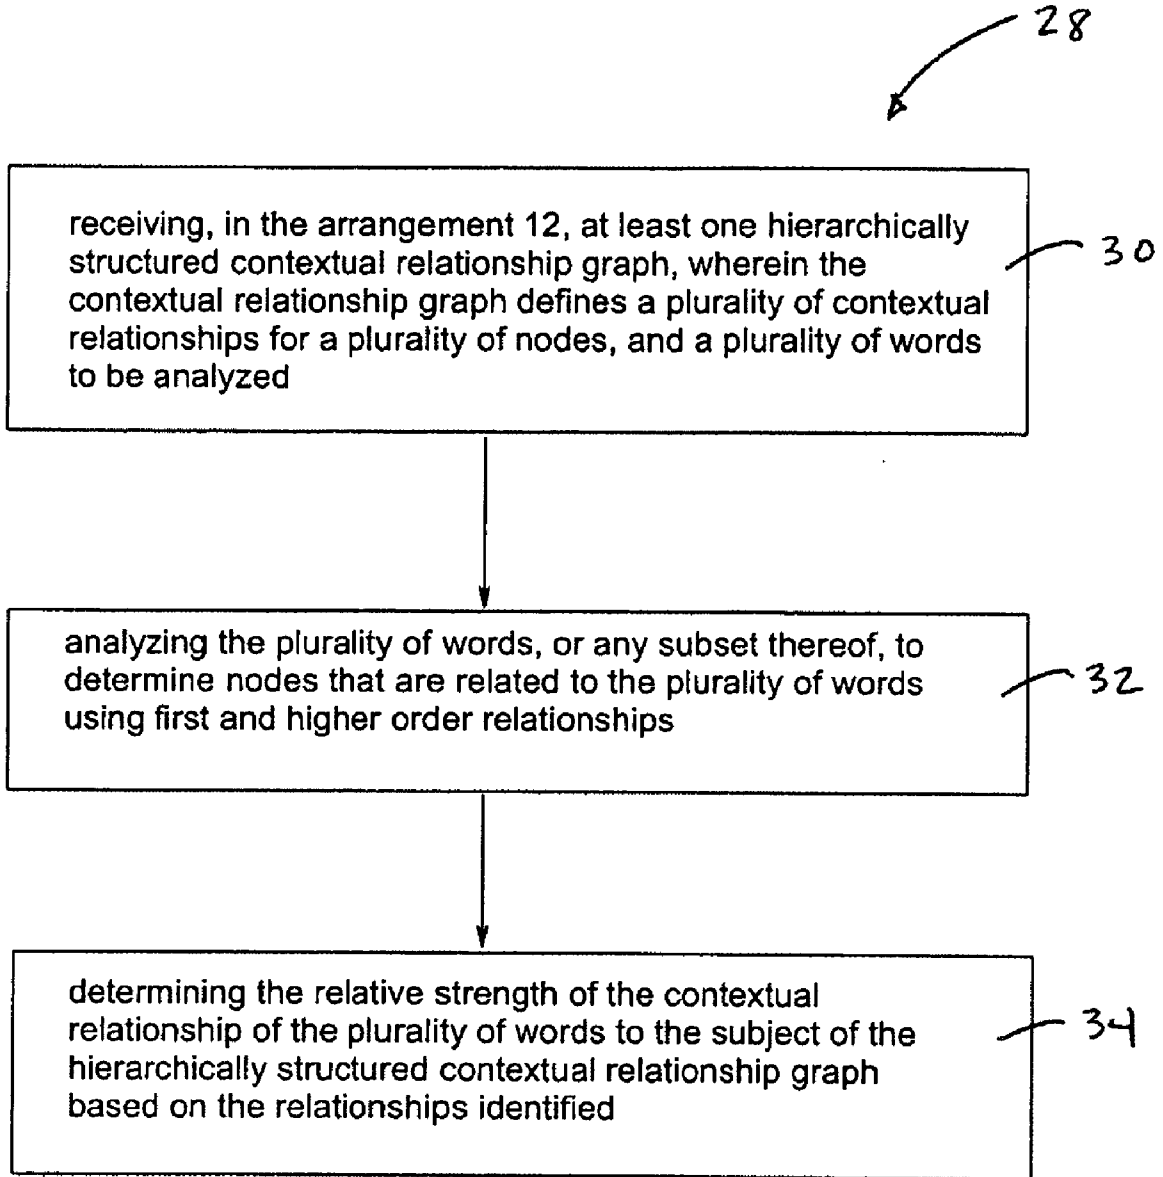 28
receiving, in the arrangement 12, at least one hierarchically
structured contextual relationship graph, wherein the
contextual relationship graph defines a plurality of contextual
relationships for a plurality of nodes, and a plurality of words
to be analyzed
30
analyzing the plurality of words, or any subset thereof, to
determine nodes that are related to the plurality of words
using first and higher order relationships
32
determining the relative strength of the contextual
relationship of the plurality of words to the subject of the
hierarchically structured contextual relationship graph
based on the relationships identified
34